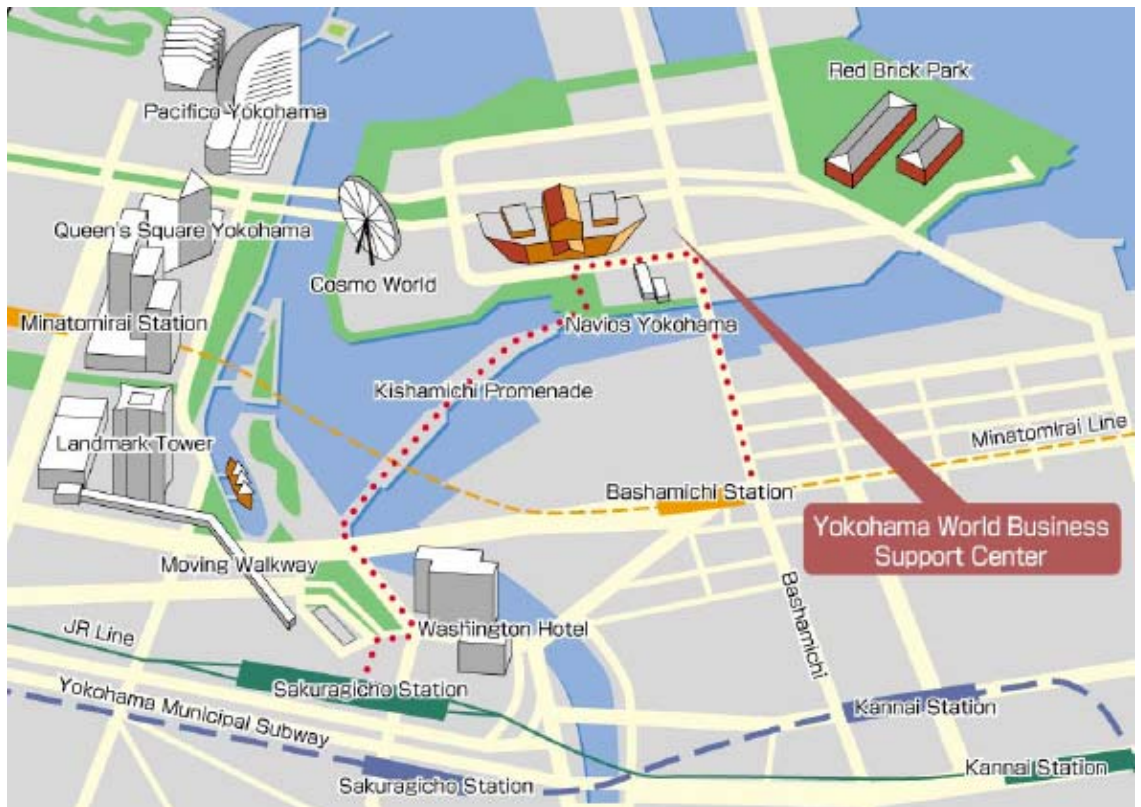 Red Brick Park
Pacifico Yokohama
Queen's Square Yokohama
Cosmo World
Minatomirai Station
Navios Yokohama
Kishamichi Promenade
Landmark Tower
Minatomirai Line
Bashamichi Station
Yokohama World Business
Support Center
Moving Walkway
Bashamichi
Washington Hotel
JR Line
Sakuragicho Station
Yokohama Municipal Subway
Kannai Station
Kannai Station
Sakuragicho Station